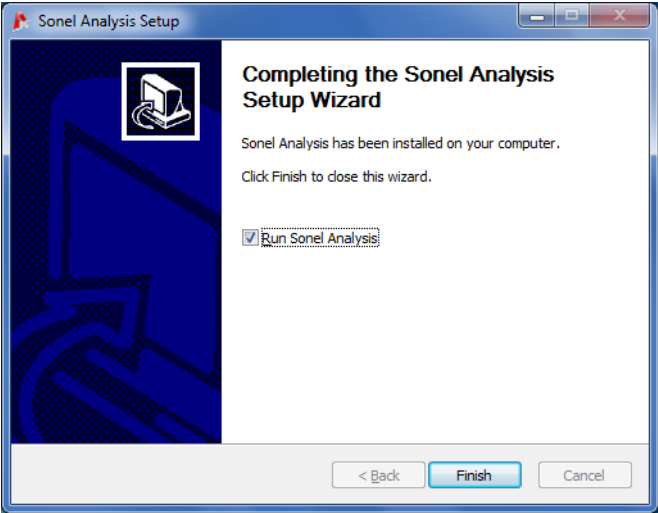 Sonel Analysis Setup
Completing the Sonel Analysis
Setup Wizard
Sonel Analysis has been installed on your computer.
Click Finish to close this wizard.
Run Sonel Analysis
< Back
Finish
Cancel